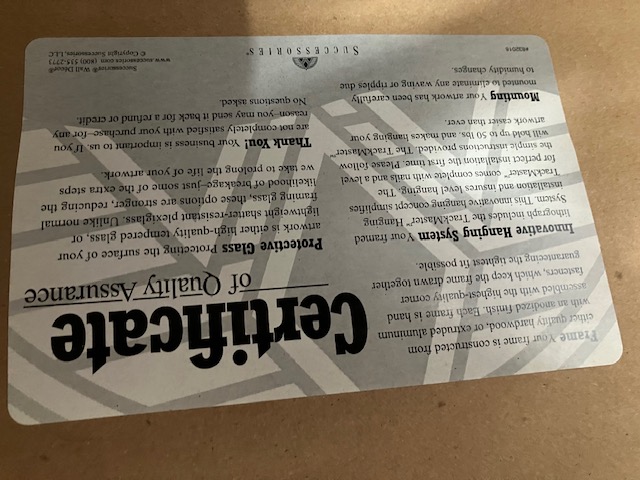 Certificate
of Quality Assurance
Frame Your frame is constructed from
either quality hardwood, or extruded aluminum
with an anodized finish. Each frame is hand
assembled with the highest-quality corner
fasteners, which keep the frame drawn together
guaranteeing the tightest fit possible
Innovative Hanging System Your framed
lithograph includes the TrackMaster™ Hanging
System. This innovative hanging concept simplifies
installation and insures level hanging. The
TrackMaster™ comes complete with nails and a level
for perfect installation the first time. Please follow
the simple instructions provided. The TrackMaster™
will hold up to 50 lbs. and makes hanging your
artwork easier than ever.
Mounting Your artwork has been carefully
mounted to eliminate any waving or ripples due
to humidity changes.
Protective Glass Protecting the surface of your
artwork is either high-quality tempered glass, or
lightweight shatter-resistant plexiglass. Unlike normal
framing glass, these options are stronger, reducing the
likelihood of breakage–just some of the extra steps
we take to prolong the life of your artwork.
Thank You! Your business is important to us. If you
are not completely satisfied with your purchase–for any
reason–you may send it back for a refund or credit.
No questions asked.
#832016
SUCCESSORIES®
Successories® Wall Décor®
www.successories.com (800) 535-2773
© Copyright Successories, LLC